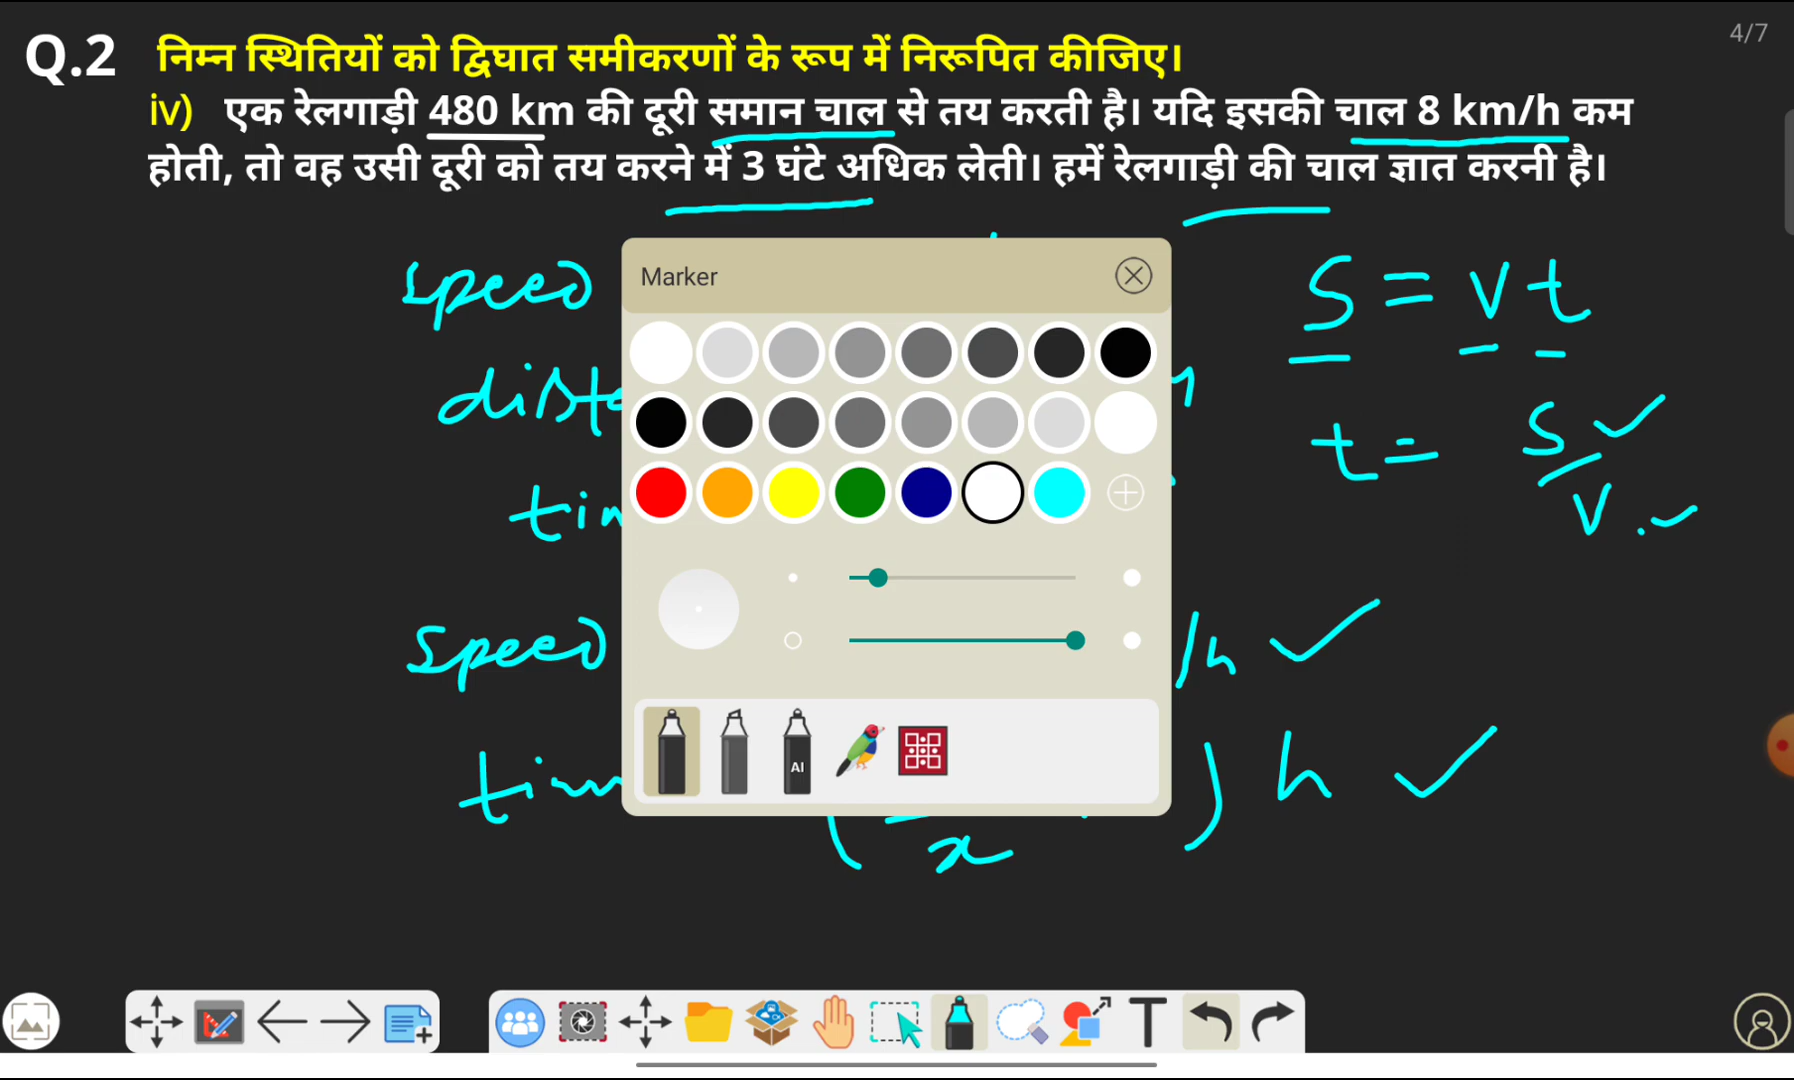 4/7
Q.2 निम्न स्थितियों को द्विघात समीकरणों के रूप में निरूपित कीजिए।
iv) एक रेलगाड़ी 480 km की दूरी समान चाल से तय करती है। यदि इसकी चाल 8 km/h कम
होती, तो वह उसी दूरी को तय करने में 3 घंटे अधिक लेती। हमें रेलगाड़ी की चाल ज्ञात करनी है।
Marker
speed
S = vt
t = S/V
speed /h
) h
x
AI
T